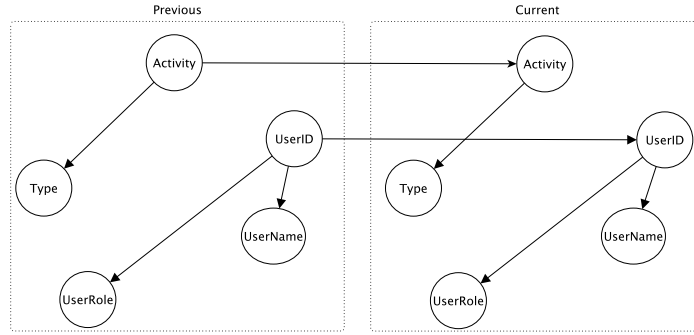 Previous
Current
Activity
Activity
UserID
UserID
Type
Type
UserName
UserName
UserRole
UserRole